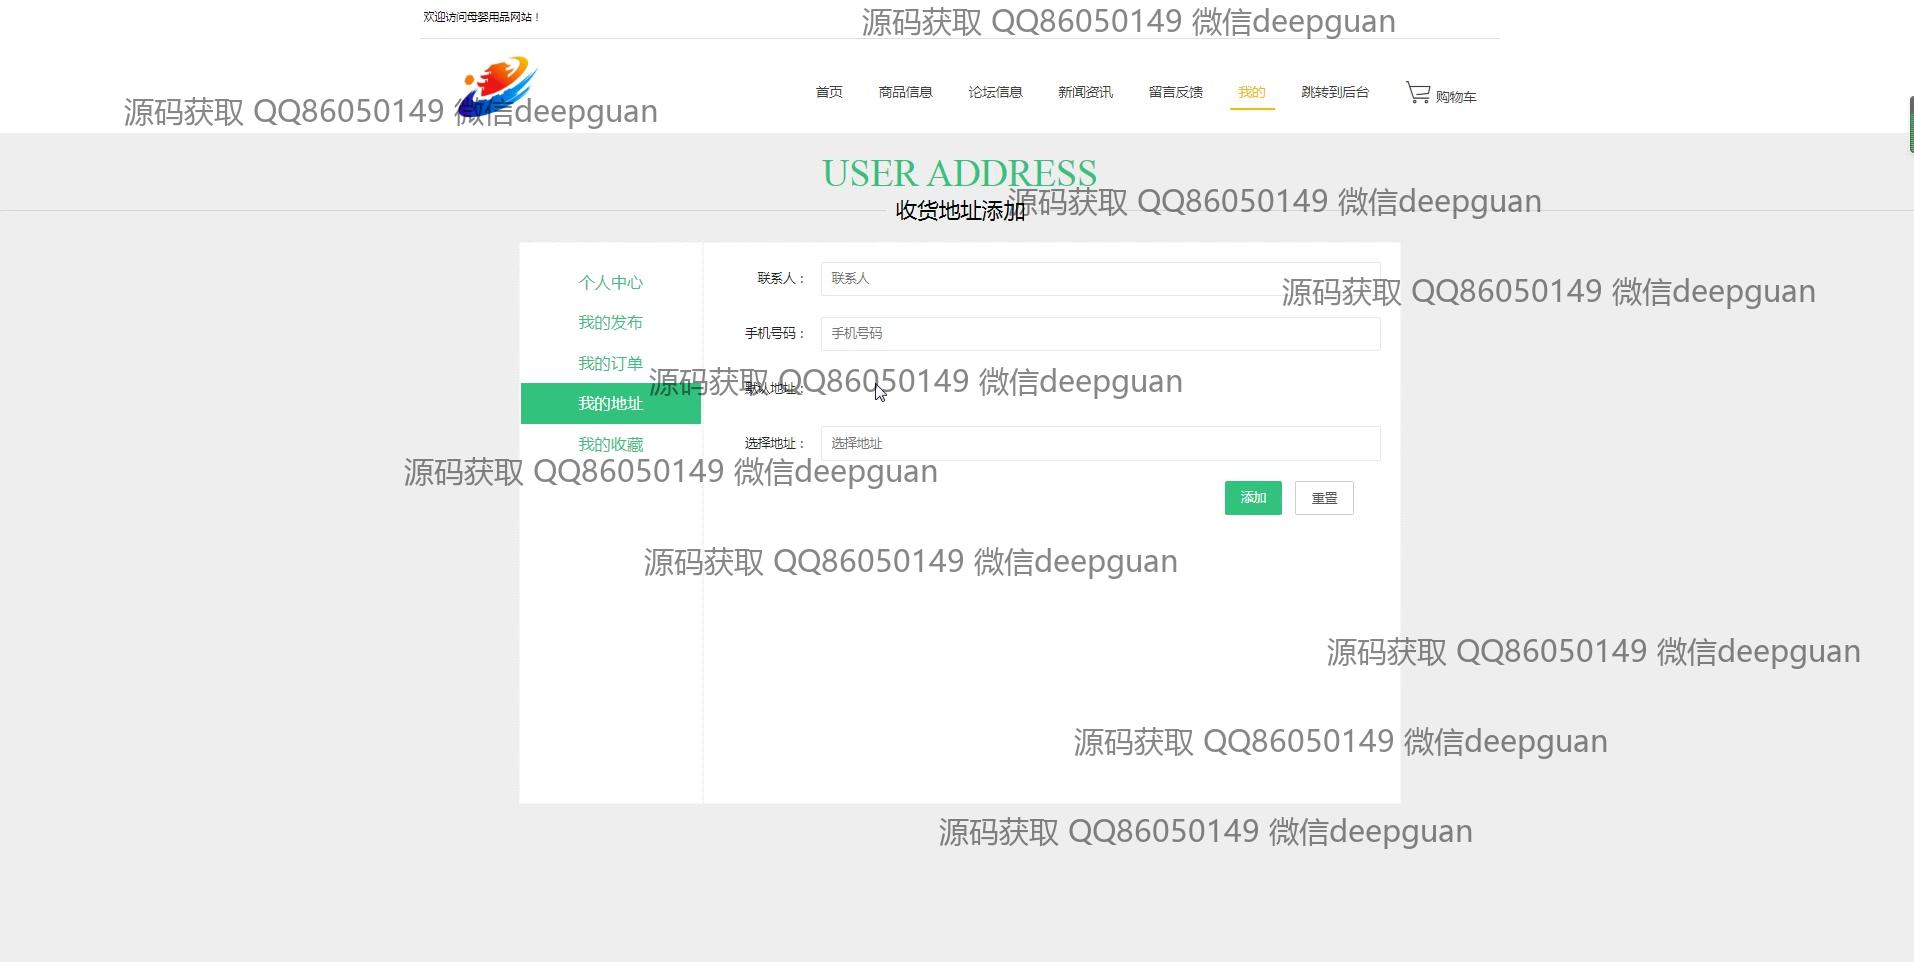 欢迎访问母婴用品网站！
源码获取 QQ86050149 微信deepguan
首页 商品信息 论坛信息 新闻资讯 留言反馈 我的 跳转到后台 购物车
源码获取 QQ86050149 微信deepguan
USER ADDRESS
源码获取 QQ86050149 微信deepguan
收货地址添加
个人中心
联系人： 联系人
源码获取 QQ86050149 微信deepguan
我的发布
手机号码： 手机号码
我的订单
源码获取 QQ86050149 微信deepguan
默认地址：
我的地址
我的收藏
选择地址： 选择地址
源码获取 QQ86050149 微信deepguan
添加 重置
源码获取 QQ86050149 微信deepguan
源码获取 QQ86050149 微信deepguan
源码获取 QQ86050149 微信deepguan
源码获取 QQ86050149 微信deepguan